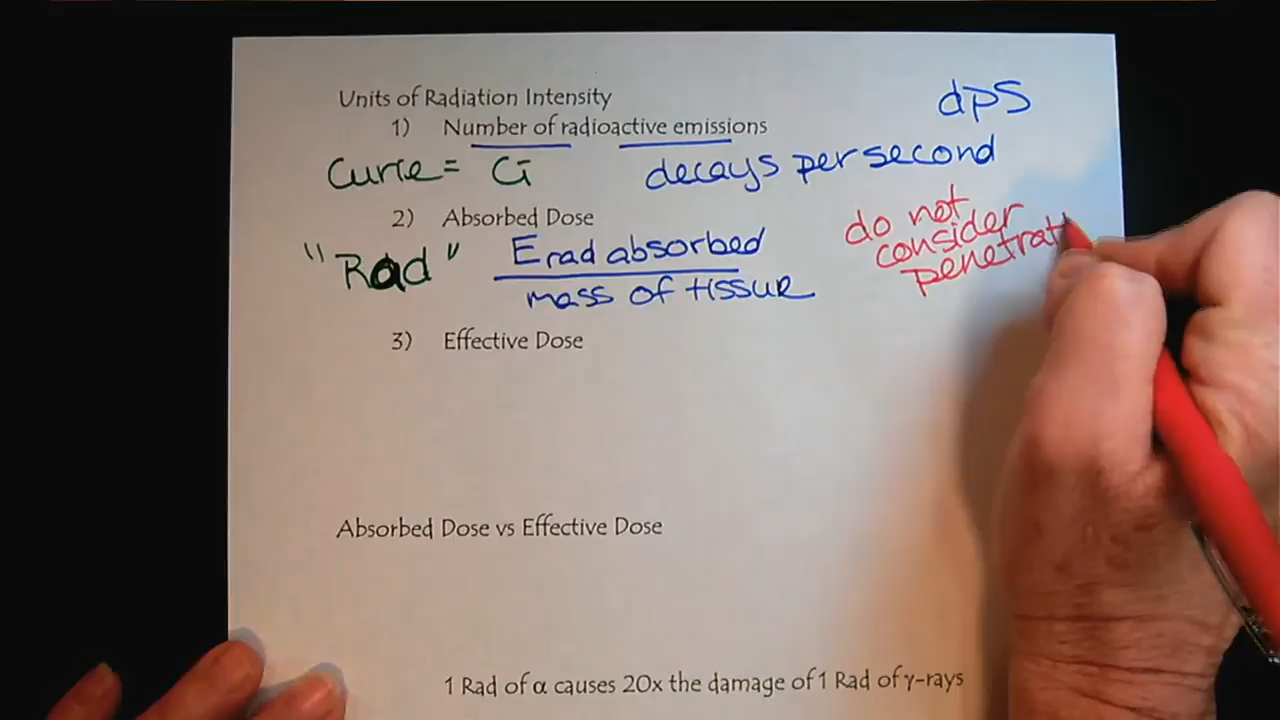 Units of Radiation Intensity
dps
1) Number of radioactive emissions
Curie = Ci
decays per second
2) Absorbed Dose
"Rad"
E rad absorbed
mass of tissue
do not
consider
penetrat
3) Effective Dose
Absorbed Dose vs Effective Dose
1 Rad of α causes 20x the damage of 1 Rad of γ-rays